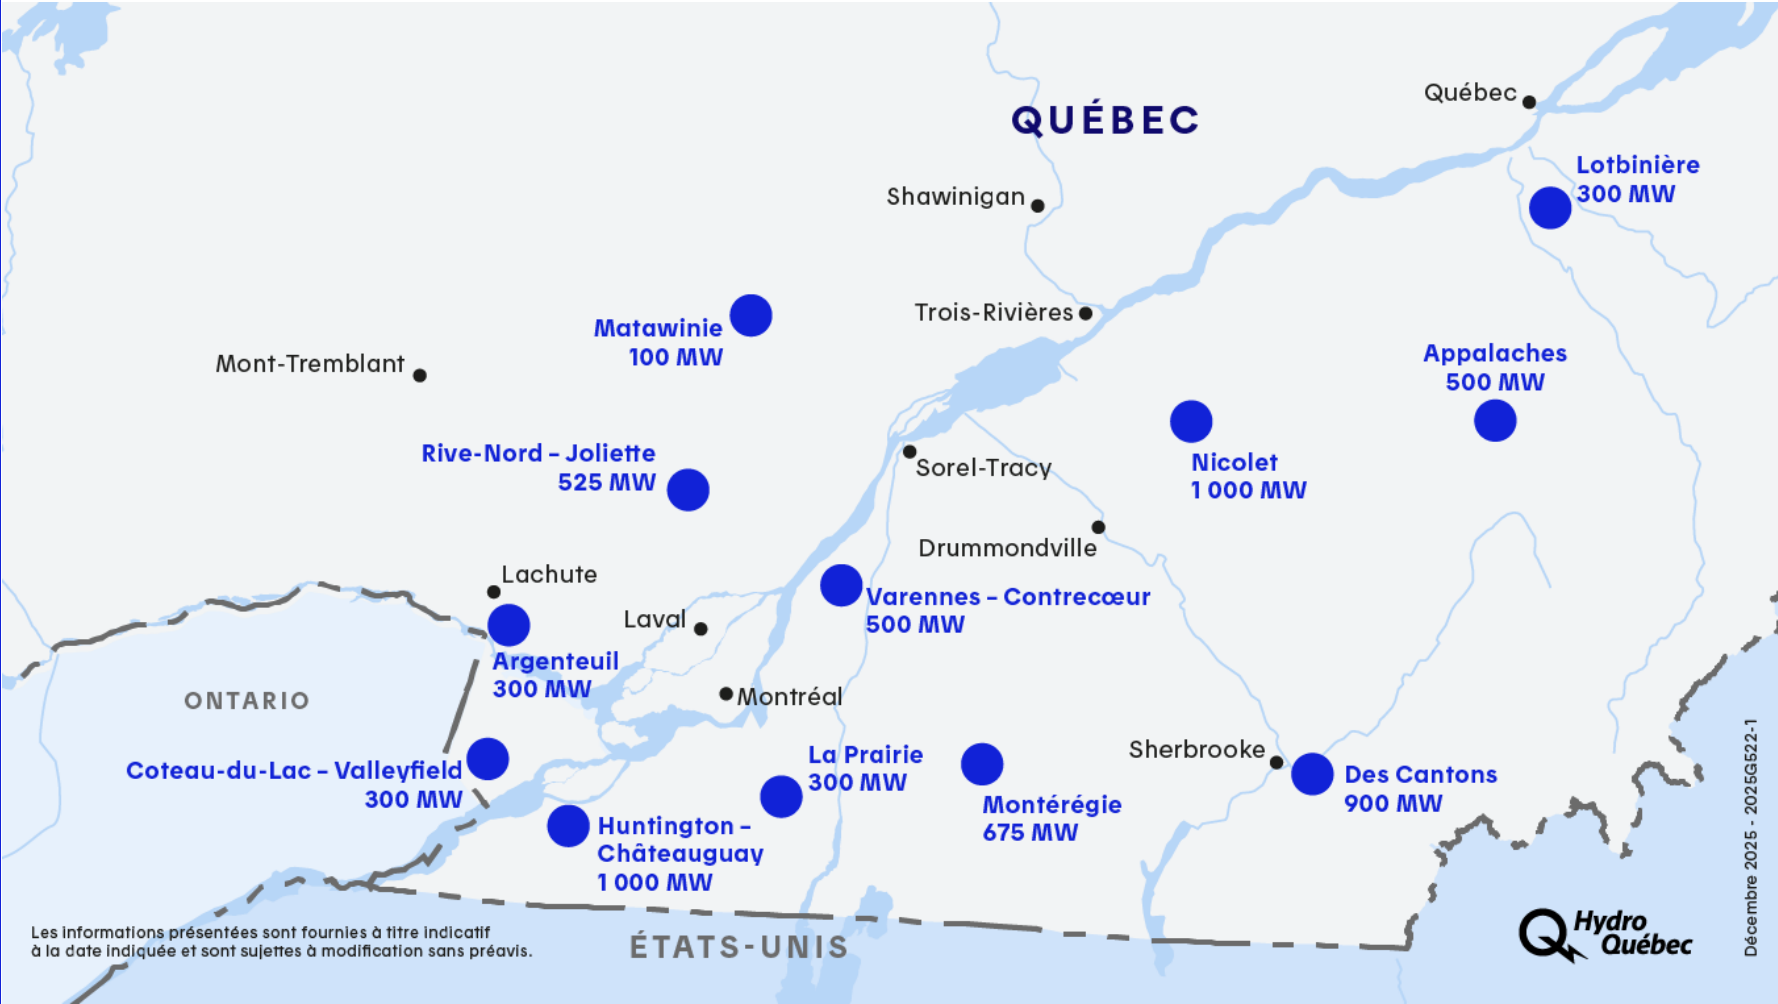 QUÉBEC
Québec
Lotbinière
300 MW
Shawinigan
Trois-Rivières
Matawinie
100 MW
Mont-Tremblant
Appalaches
500 MW
Rive-Nord – Joliette
525 MW
Sorel-Tracy
Nicolet
1 000 MW
Drummondville
Lachute
Varennes – Contrecœur
500 MW
Laval
Argenteuil
300 MW
ONTARIO
Montréal
Coteau-du-Lac – Valleyfield
300 MW
La Prairie
300 MW
Sherbrooke
Des Cantons
900 MW
Montérégie
675 MW
Huntington –
Châteauguay
1 000 MW
Les informations présentées sont fournies à titre indicatif
à la date indiquée et sont sujettes à modification sans préavis.
ÉTATS-UNIS
Hydro
Québec
Décembre 2025 - 2025G522-1